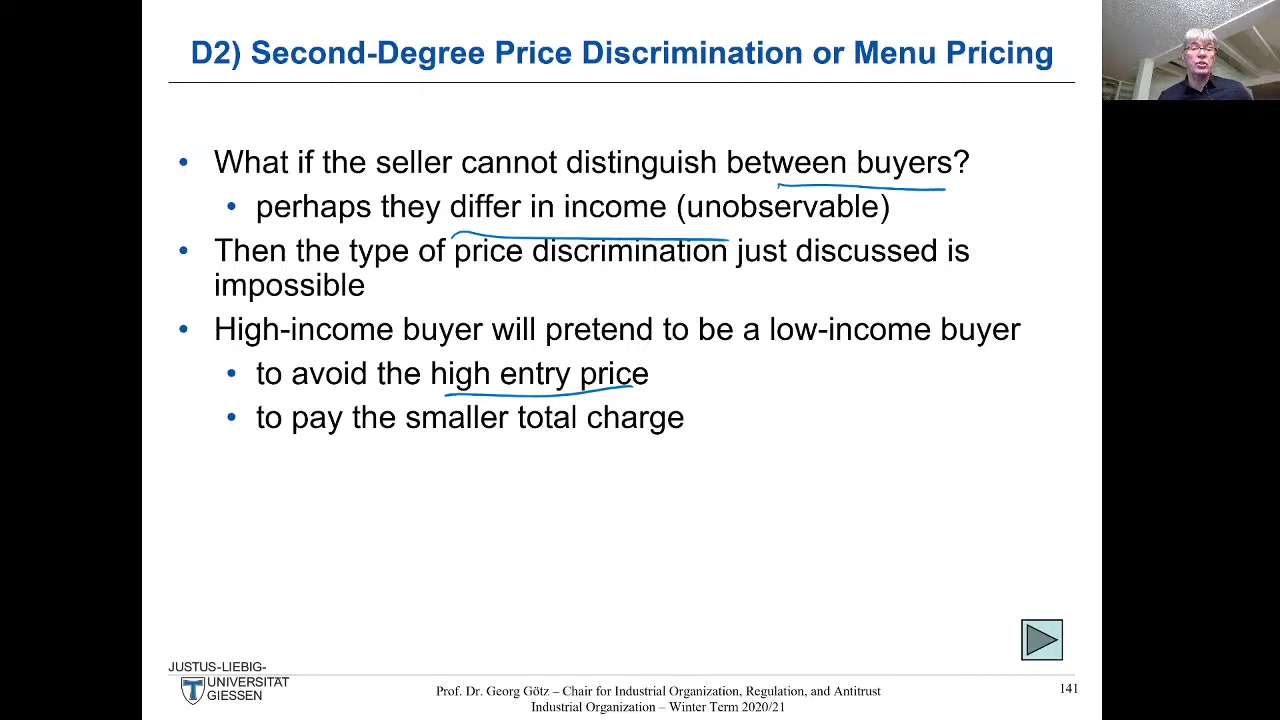 D2) Second-Degree Price Discrimination or Menu Pricing
• What if the seller cannot distinguish between buyers?
• perhaps they differ in income (unobservable)
• Then the type of price discrimination just discussed is
impossible
• High-income buyer will pretend to be a low-income buyer
• to avoid the high entry price
• to pay the smaller total charge
JUSTUS-LIEBIG-
UNIVERSITÄT
GIESSEN
Prof. Dr. Georg Götz – Chair for Industrial Organization, Regulation, and Antitrust
Industrial Organization – Winter Term 2020/21
141